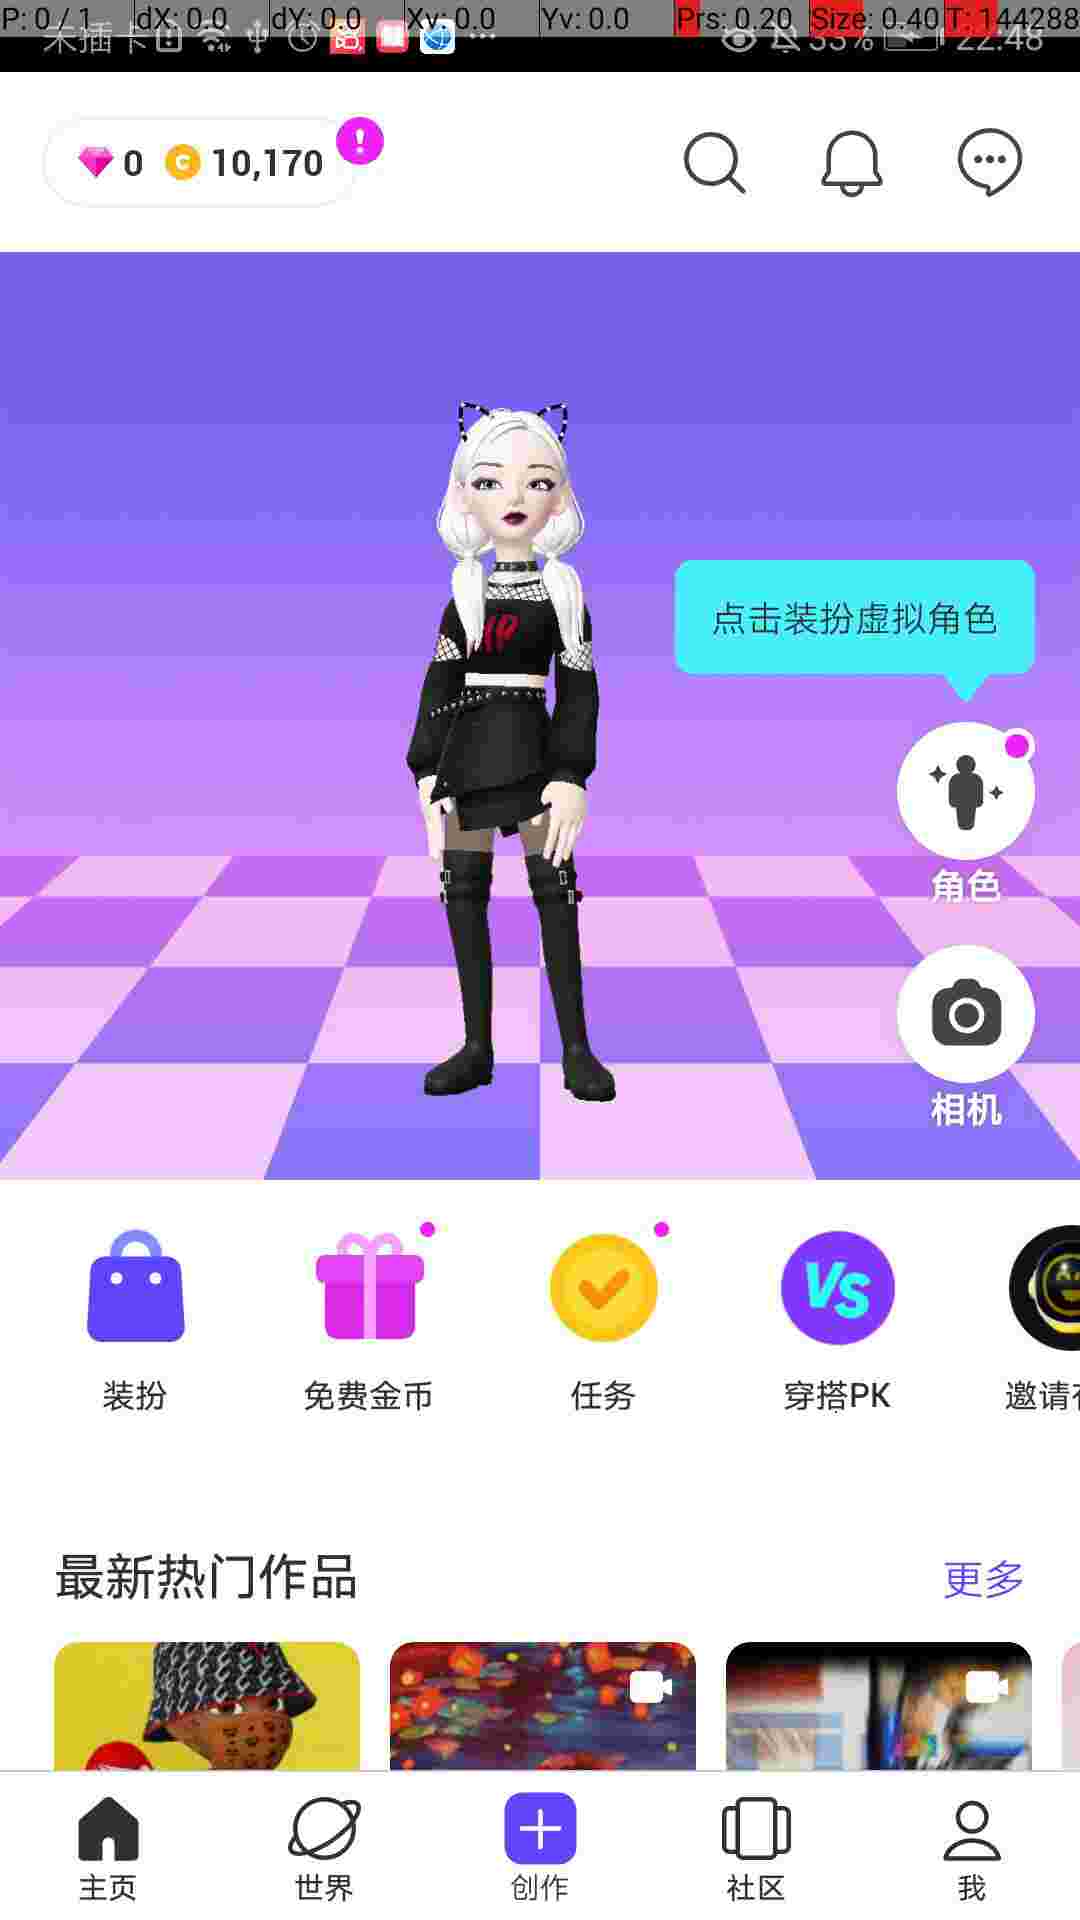 P: 0 / 1 dX: 0.0 dY: 0.0 Xv: 0.0 Yv: 0.0 Prs: 0.20 Size: 0.40 T: 144288
未插卡 33% 22:48
0 C 10,170
点击装扮虚拟角色
角色
相机
VS
装扮 免费金币 任务 穿搭PK 邀请
最新热门作品 更多
主页 世界 创作 社区 我